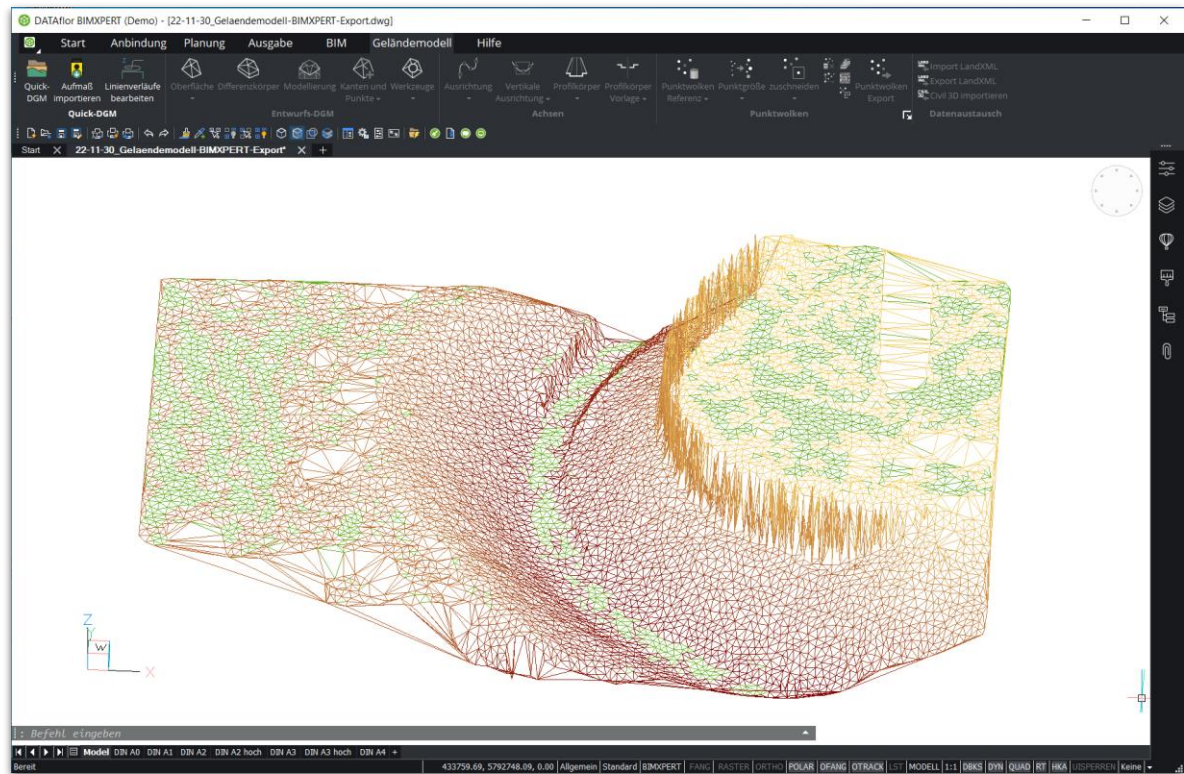 DATAflor BIMXPERT (Demo) - [22-11-30_Gelaendemodell-BIMXPERT-Export.dwg]
Start Anbindung Planung Ausgabe BIM Geländemodell Hilfe
Quick-DGM Aufmaß importieren Linienverläufe bearbeiten Oberfläche Differenzkörper Modellierung Kanten und Punkte Werkzeuge Ausrichtung Vertikale Ausrichtung Profilkörper Profilkörper Vorlage Punktwolken Referenz Punktgröße zuschneiden Punktwolken Export
Import LandXML
Export LandXML
Civil 3D importieren
Quick-DGM Entwurfs-DGM Achsen Punktwolken Datenaustausch
Start 22-11-30_Gelaendemodell-BIMXPERT-Export*
Z
Y
W
X
: Befehl eingeben
Model DIN A0 DIN A1 DIN A2 DIN A2 hoch DIN A3 DIN A3 hoch DIN A4 +
Bereit 433759.69, 5792748.09, 0.00 Allgemein Standard BIMXPERT FANG RASTER ORTHO POLAR OFANG OTRACK LST MODELL 1:1 DBKS DYN QUAD RT HKA UISPERREN Keine